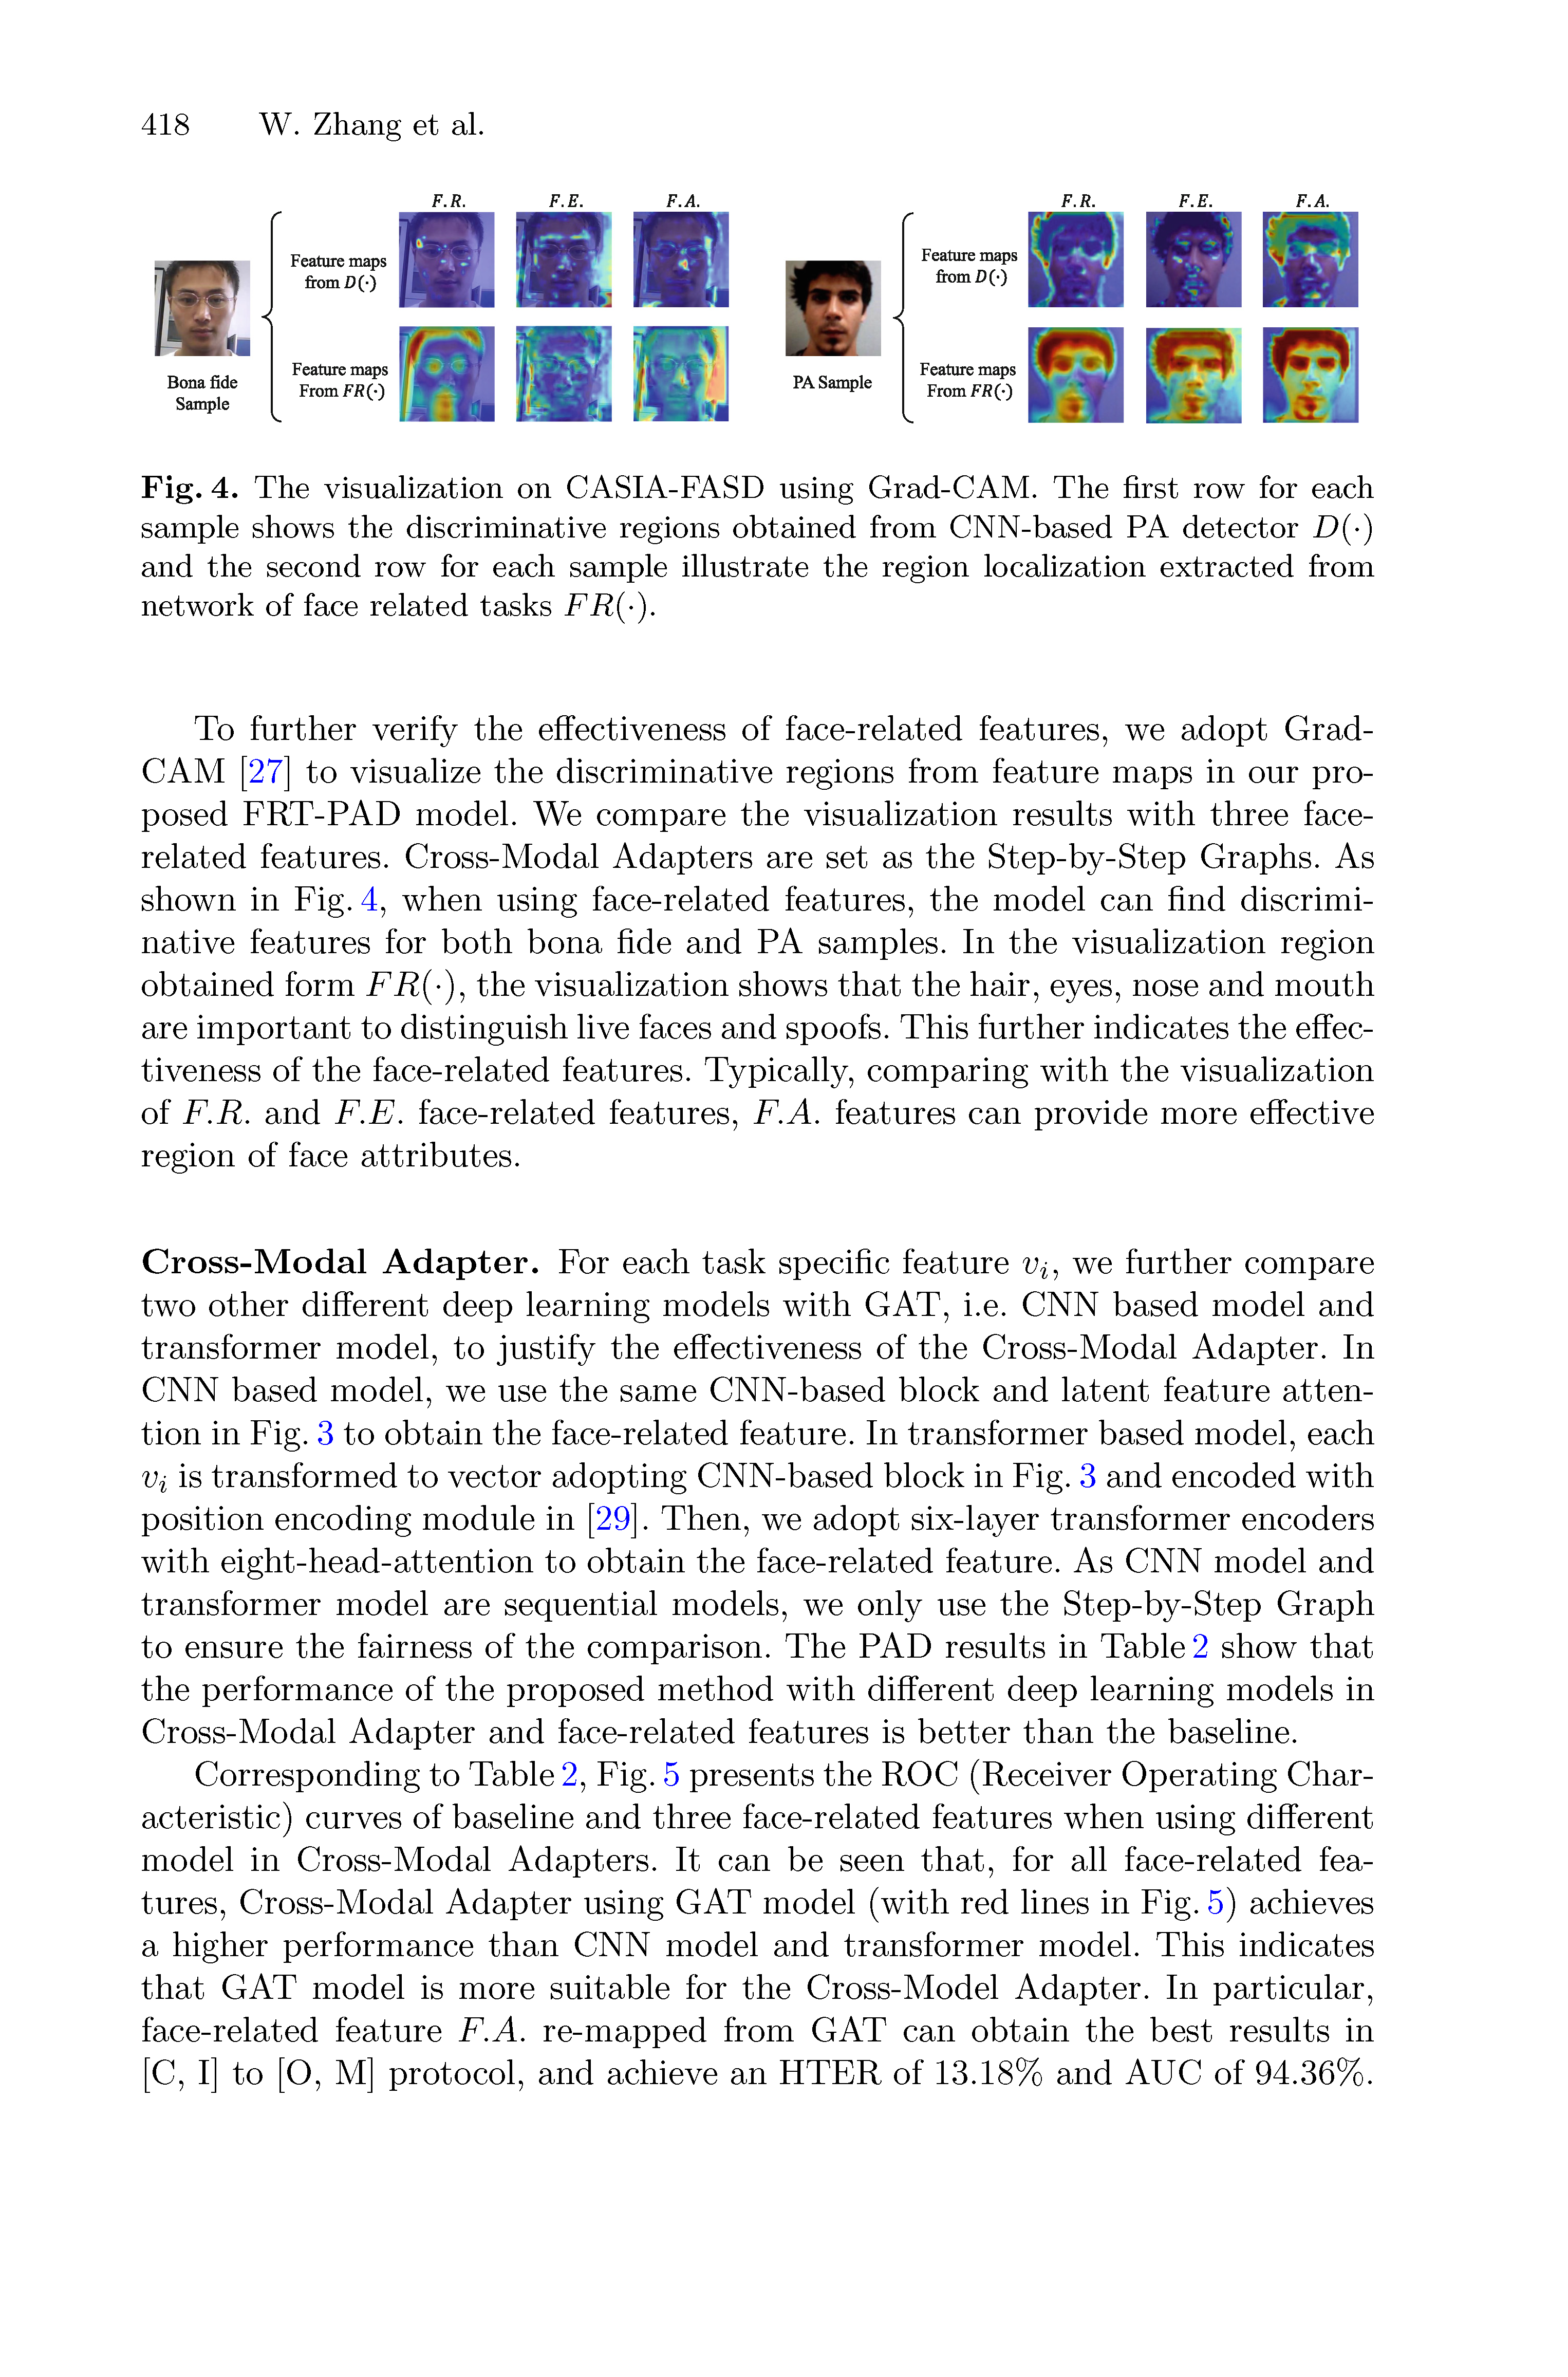 418 W. Zhang et al.
F.R. F.E. F.A. F.R. F.E. F.A.
Feature maps
from D(·)
Feature maps
from D(·)
Feature maps
From FR(·)
Feature maps
From FR(·)
Bona fide
Sample
PA Sample
Fig. 4. The visualization on CASIA-FASD using Grad-CAM. The first row for each
sample shows the discriminative regions obtained from CNN-based PA detector D(·)
and the second row for each sample illustrate the region localization extracted from
network of face related tasks FR(·).
To further verify the effectiveness of face-related features, we adopt Grad-
CAM [27] to visualize the discriminative regions from feature maps in our pro-
posed FRT-PAD model. We compare the visualization results with three face-
related features. Cross-Modal Adapters are set as the Step-by-Step Graphs. As
shown in Fig. 4, when using face-related features, the model can find discrimi-
native features for both bona fide and PA samples. In the visualization region
obtained form FR(·), the visualization shows that the hair, eyes, nose and mouth
are important to distinguish live faces and spoofs. This further indicates the effec-
tiveness of the face-related features. Typically, comparing with the visualization
of F.R. and F.E. face-related features, F.A. features can provide more effective
region of face attributes.
Cross-Modal Adapter. For each task specific feature vi, we further compare
two other different deep learning models with GAT, i.e. CNN based model and
transformer model, to justify the effectiveness of the Cross-Modal Adapter. In
CNN based model, we use the same CNN-based block and latent feature atten-
tion in Fig. 3 to obtain the face-related feature. In transformer based model, each
vi is transformed to vector adopting CNN-based block in Fig. 3 and encoded with
position encoding module in [29]. Then, we adopt six-layer transformer encoders
with eight-head-attention to obtain the face-related feature. As CNN model and
transformer model are sequential models, we only use the Step-by-Step Graph
to ensure the fairness of the comparison. The PAD results in Table 2 show that
the performance of the proposed method with different deep learning models in
Cross-Modal Adapter and face-related features is better than the baseline.
Corresponding to Table 2, Fig. 5 presents the ROC (Receiver Operating Char-
acteristic) curves of baseline and three face-related features when using different
model in Cross-Modal Adapters. It can be seen that, for all face-related fea-
tures, Cross-Modal Adapter using GAT model (with red lines in Fig. 5) achieves
a higher performance than CNN model and transformer model. This indicates
that GAT model is more suitable for the Cross-Model Adapter. In particular,
face-related feature F.A. re-mapped from GAT can obtain the best results in
[C, I] to [O, M] protocol, and achieve an HTER of 13.18% and AUC of 94.36%.